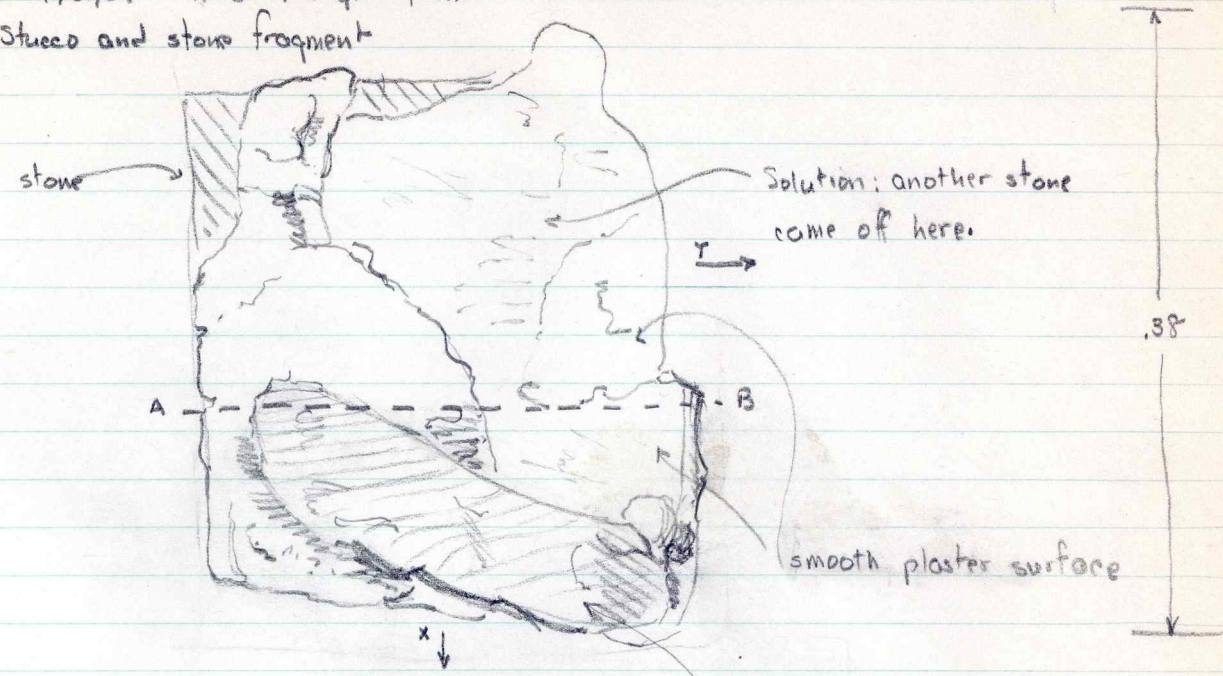 Stucco and stone fragment
stone
Solution: another stone
came off here.
Y
.38
A
B
smooth plaster surface
X